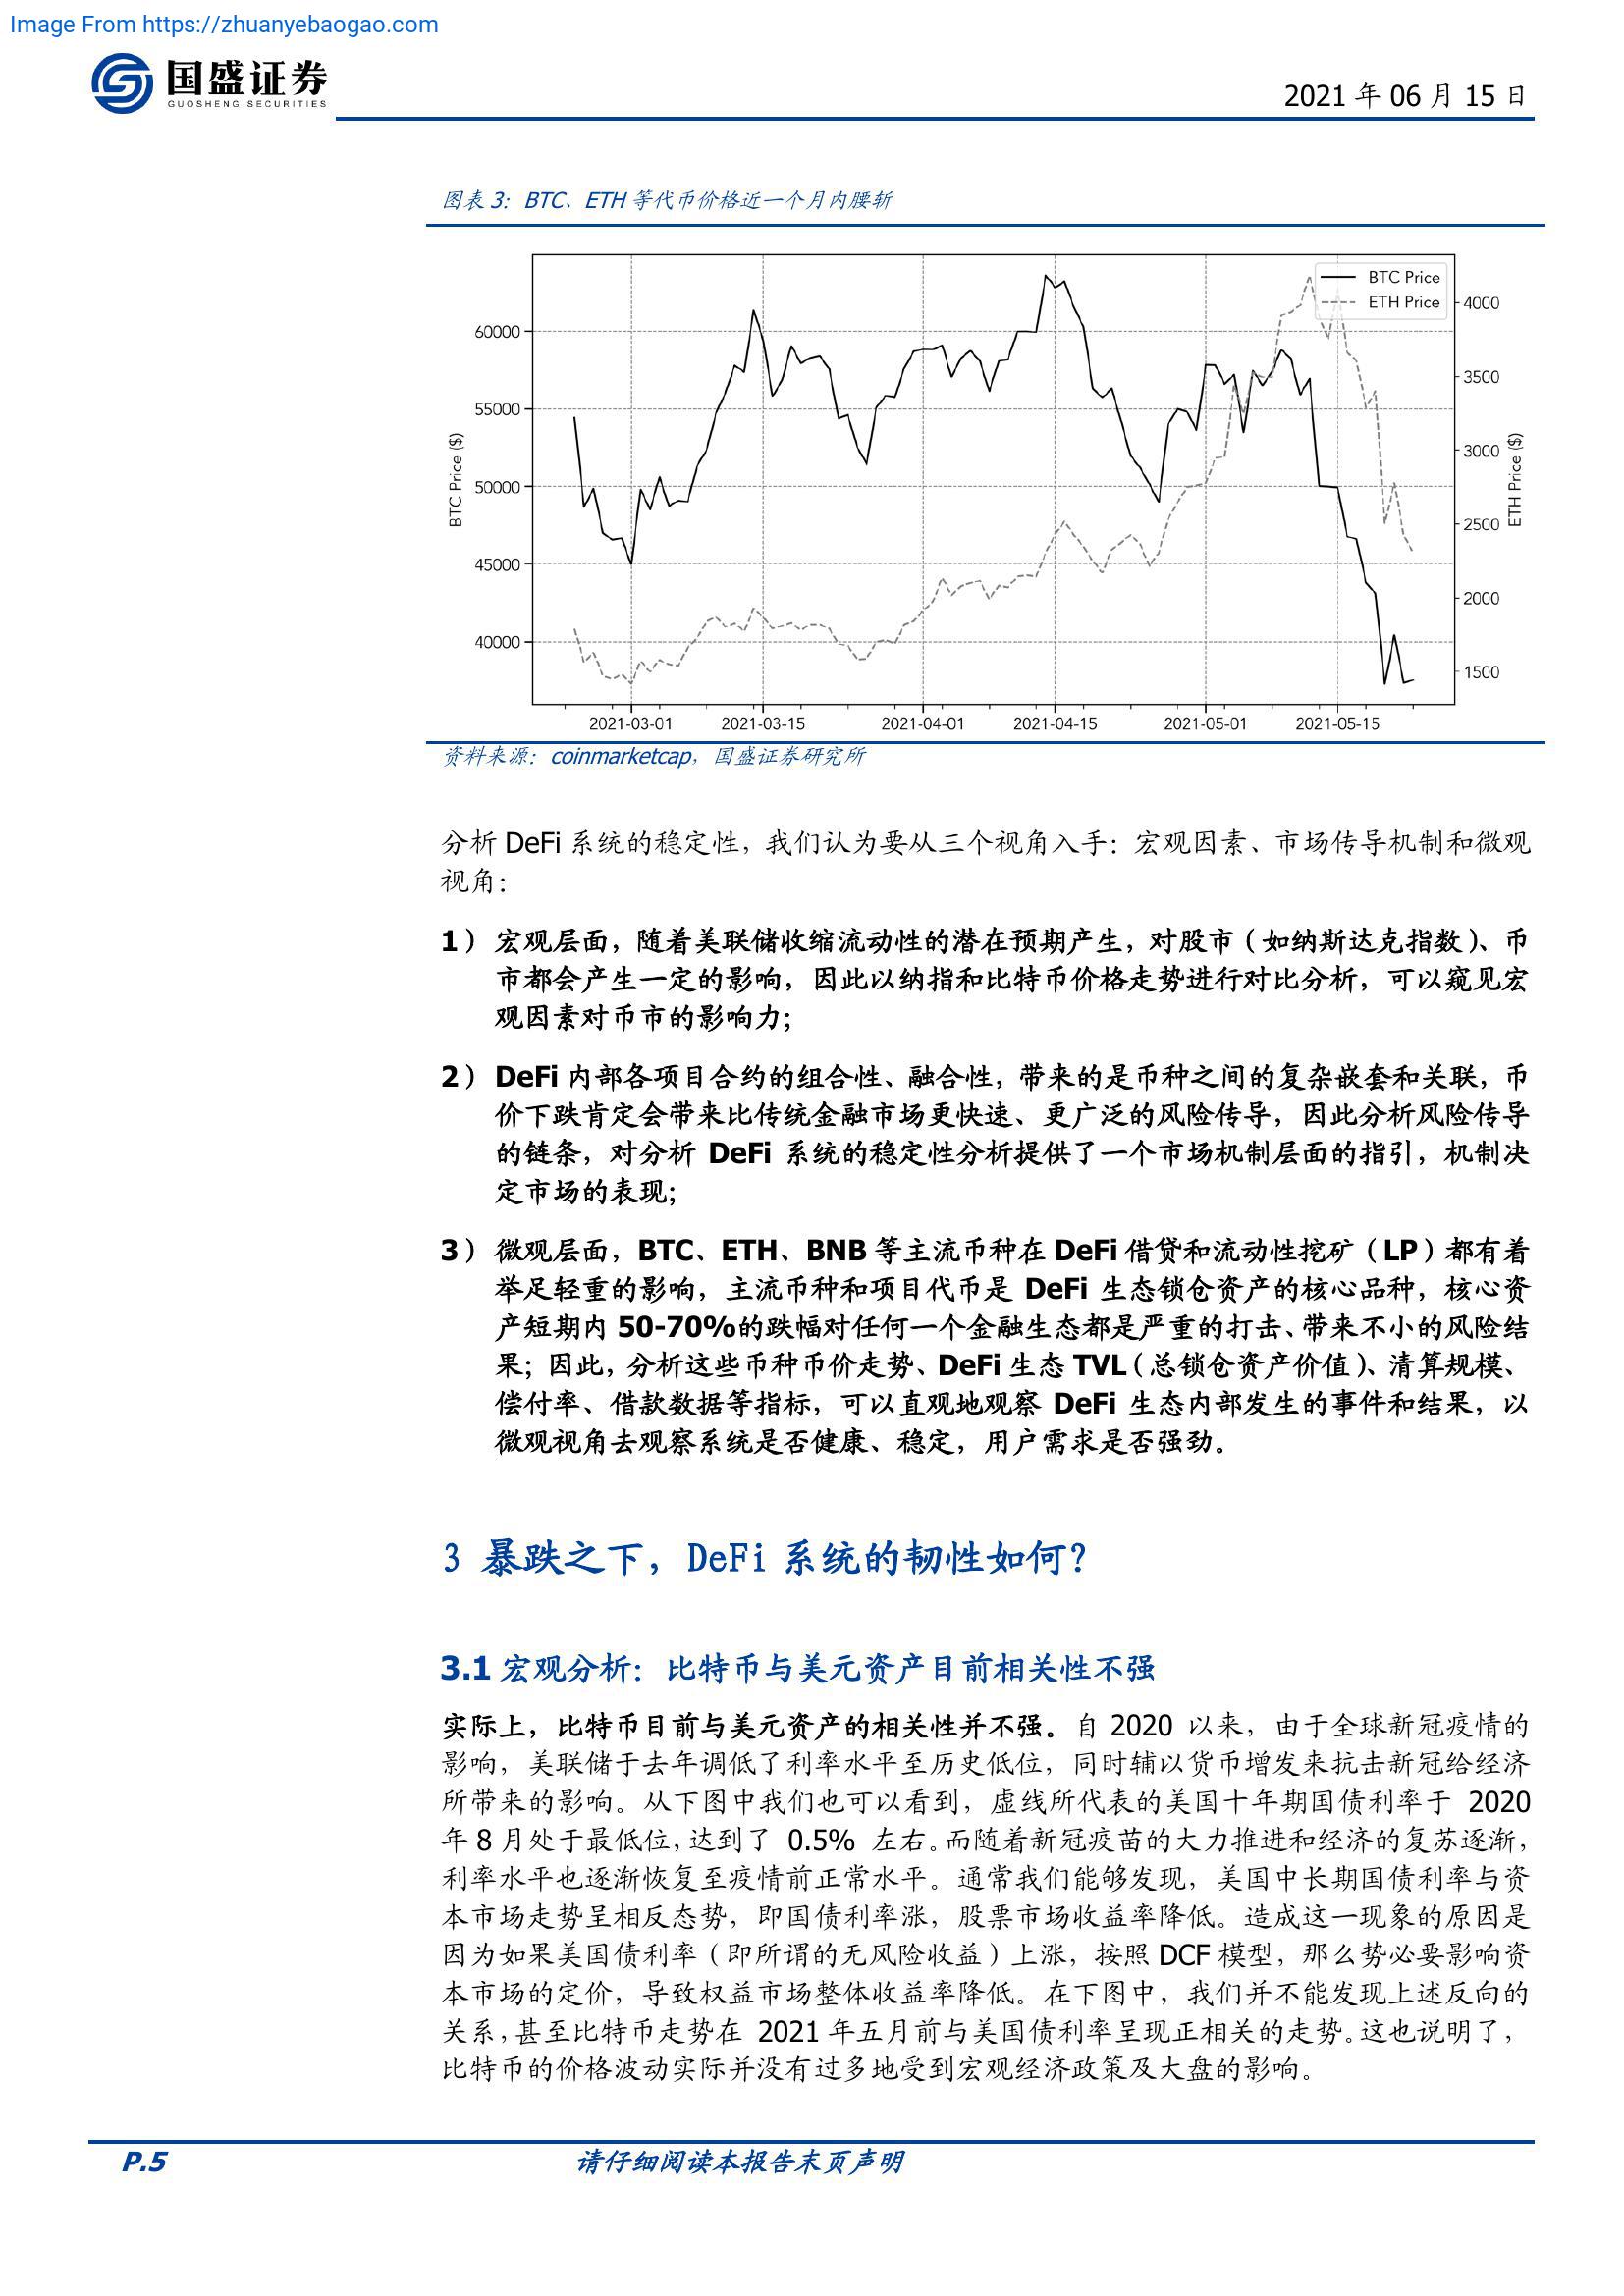 Image From https://zhuanyebaogao.com
国盛证券
GUOSHENG SECURITIES
2021 年 06 月 15 日
图表 3：BTC、ETH 等代币价格近一个月内腰斩
BTC Price
ETH Price
60000
55000
50000
45000
40000
BTC Price ($)
4000
3500
3000
2500
2000
1500
ETH Price ($)
2021-03-01 2021-03-15 2021-04-01 2021-04-15 2021-05-01 2021-05-15
资料来源：coinmarketcap，国盛证券研究所
分析 DeFi 系统的稳定性，我们认为要从三个视角入手：宏观因素、市场传导机制和微观
视角：
1） 宏观层面，随着美联储收缩流动性的潜在预期产生，对股市（如纳斯达克指数）、币
市都会产生一定的影响，因此以纳指和比特币价格走势进行对比分析，可以窥见宏
观因素对币市的影响力；
2） DeFi 内部各项目合约的组合性、融合性，带来的是币种之间的复杂嵌套和关联，币
价下跌肯定会带来比传统金融市场更快速、更广泛的风险传导，因此分析风险传导
的链条，对分析 DeFi 系统的稳定性分析提供了一个市场机制层面的指引，机制决
定市场的表现；
3） 微观层面，BTC、ETH、BNB 等主流币种在 DeFi 借贷和流动性挖矿（LP）都有着
举足轻重的影响，主流币种和项目代币是 DeFi 生态锁仓资产的核心品种，核心资
产短期内 50-70%的跌幅对任何一个金融生态都是严重的打击、带来不小的风险结
果；因此，分析这些币种币价走势、DeFi 生态 TVL（总锁仓资产价值）、清算规模、
偿付率、借款数据等指标，可以直观地观察 DeFi 生态内部发生的事件和结果，以
微观视角去观察系统是否健康、稳定，用户需求是否强劲。
3 暴跌之下，DeFi 系统的韧性如何？
3.1 宏观分析：比特币与美元资产目前相关性不强
实际上，比特币目前与美元资产的相关性并不强。自 2020 以来，由于全球新冠疫情的
影响，美联储于去年调低了利率水平至历史低位，同时辅以货币增发来抗击新冠给经济
所带来的影响。从下图中我们也可以看到，虚线所代表的美国十年期国债利率于 2020
年 8 月处于最低位，达到了 0.5% 左右。而随着新冠疫苗的大力推进和经济的复苏逐渐，
利率水平也逐渐恢复至疫情前正常水平。通常我们能够发现，美国中长期国债利率与资
本市场走势呈相反态势，即国债利率涨，股票市场收益率降低。造成这一现象的原因是
因为如果美国债利率（即所谓的无风险收益）上涨，按照 DCF 模型，那么势必要影响资
本市场的定价，导致权益市场整体收益率降低。在下图中，我们并不能发现上述反向的
关系，甚至比特币走势在 2021 年五月前与美国债利率呈现正相关的走势。这也说明了，
比特币的价格波动实际并没有过多地受到宏观经济政策及大盘的影响。
P.5
请仔细阅读本报告末页声明